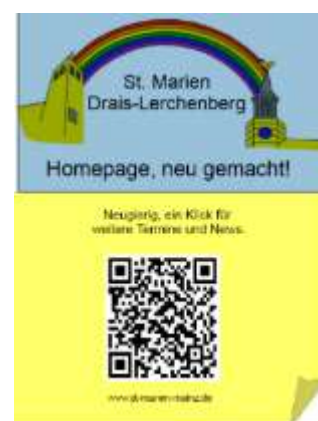 St. Marien
Drais-Lerchenberg
Homepage, neu gemacht!
Neugierig, ein Klick für
weitere Termine und News.